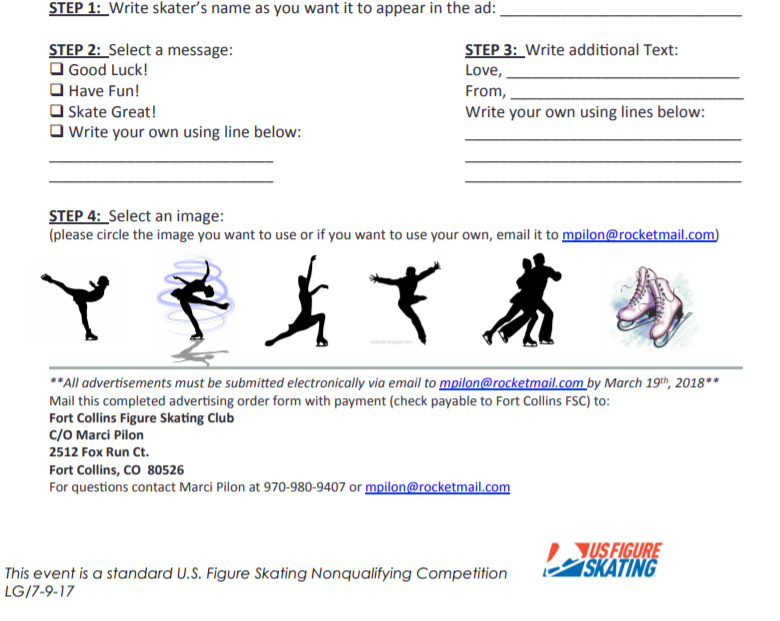 STEP 1: Write skater's name as you want it to appear in the ad: ______________________________
STEP 2: Select a message:
❑ Good Luck!
❑ Have Fun!
❑ Skate Great!
❑ Write your own using line below:
____________________________
____________________________
STEP 3: Write additional Text:
Love, _____________________________
From, _____________________________
Write your own using lines below:
___________________________________
___________________________________
___________________________________
STEP 4: Select an image:
(please circle the image you want to use or if you want to use your own, email it to mpilon@rocketmail.com)
**All advertisements must be submitted electronically via email to mpilon@rocketmail.com by March 19th, 2018**
Mail this completed advertising order form with payment (check payable to Fort Collins FSC) to:
Fort Collins Figure Skating Club
C/O Marci Pilon
2512 Fox Run Ct.
Fort Collins, CO  80526
For questions contact Marci Pilon at 970-980-9407 or mpilon@rocketmail.com
US FIGURE
SKATING
This event is a standard U.S. Figure Skating Nonqualifying Competition
LG/7-9-17